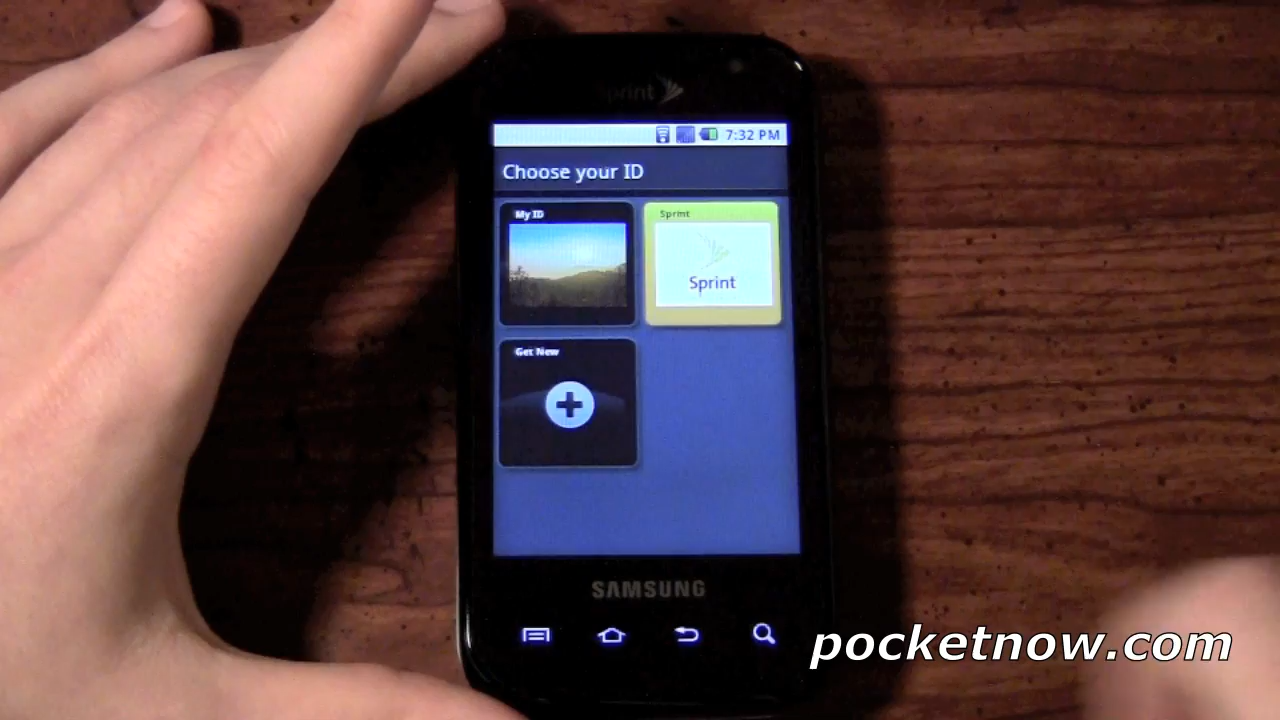 Sprint
7:32 PM
Choose your ID
My ID
Sprint
Sprint
Get New
SAMSUNG
pocketnow.com